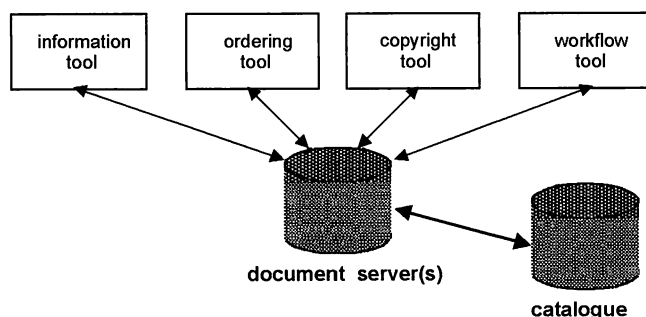 information
tool
ordering
tool
copyright
tool
workflow
tool
document server(s)
catalogue